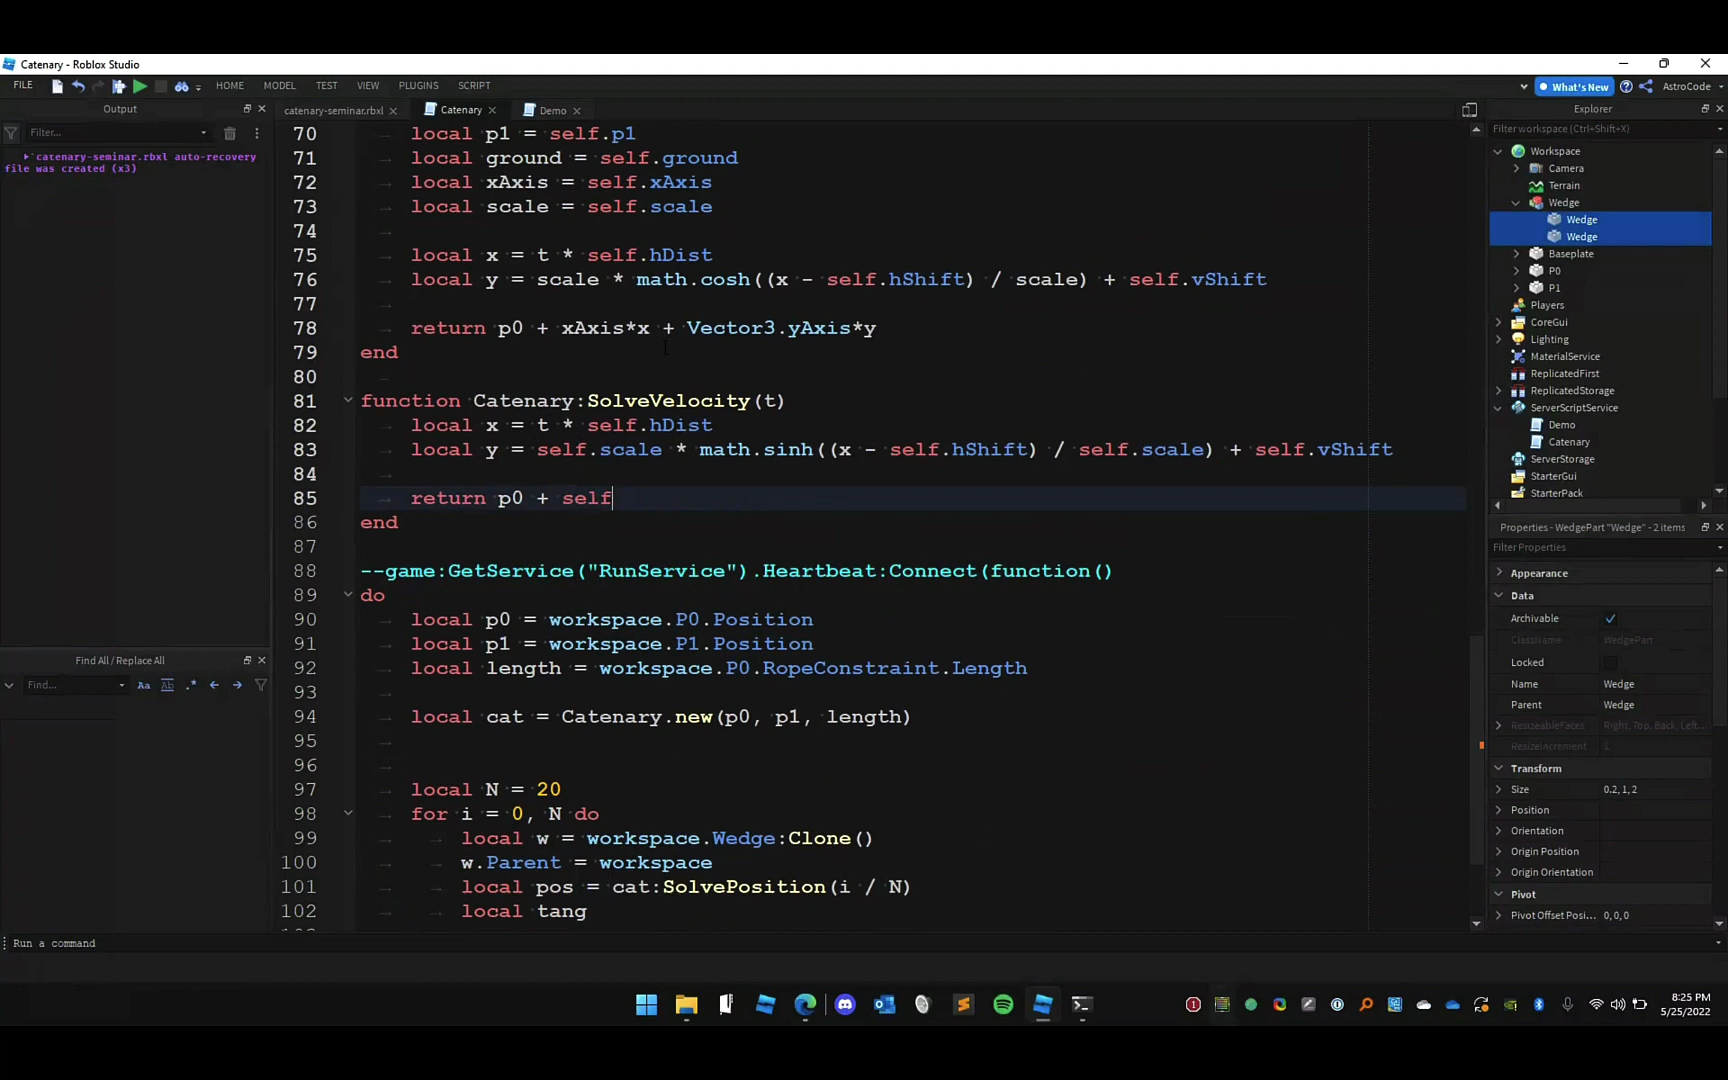 Catenary - Roblox Studio
FILE HOME MODEL TEST VIEW PLUGINS SCRIPT What's New AstroCode
Output
Filter...
catenary-seminar.rbxl auto-recovery
file was created (x3)
Find All / Replace All
Find... Aa ab .*
catenary-seminar.rbxl Catenary Demo
70 local p1 = self.p1
71 local ground = self.ground
72 local xAxis = self.xAxis
73 local scale = self.scale
74
75 local x = t * self.hDist
76 local y = scale * math.cosh((x - self.hShift) / scale) + self.vShift
77
78 return p0 + xAxis*x + Vector3.yAxis*y
79 end
80
81 function Catenary:SolveVelocity(t)
82 local x = t * self.hDist
83 local y = self.scale * math.sinh((x - self.hShift) / self.scale) + self.vShift
84
85 return p0 + self
86 end
87
88 --game:GetService("RunService").Heartbeat:Connect(function()
89 do
90 local p0 = workspace.P0.Position
91 local p1 = workspace.P1.Position
92 local length = workspace.P0.RopeConstraint.Length
93
94 local cat = Catenary.new(p0, p1, length)
95
96
97 local N = 20
98 for i = 0, N do
99 local w = workspace.Wedge:Clone()
100 w.Parent = workspace
101 local pos = cat:SolvePosition(i / N)
102 local tang
Explorer
Filter workspace (Ctrl+Shift+X)
Workspace
Camera
Terrain
Wedge
Wedge
Wedge
Baseplate
P0
P1
Players
CoreGui
Lighting
MaterialService
ReplicatedFirst
ReplicatedStorage
ServerScriptService
Demo
Catenary
ServerStorage
StarterGui
StarterPack
Properties - WedgePart "Wedge" - 2 items
Filter Properties
Appearance
Data
Archivable
ClassName WedgePart
Locked
Name Wedge
Parent Wedge
ResizeableFaces Right, Top, Back, Left...
ResizeIncrement 1
Transform
Size 0.2, 1, 2
Position
Orientation
Origin Position
Origin Orientation
Pivot
Pivot Offset Posi... 0, 0, 0
Run a command
8:25 PM
5/25/2022